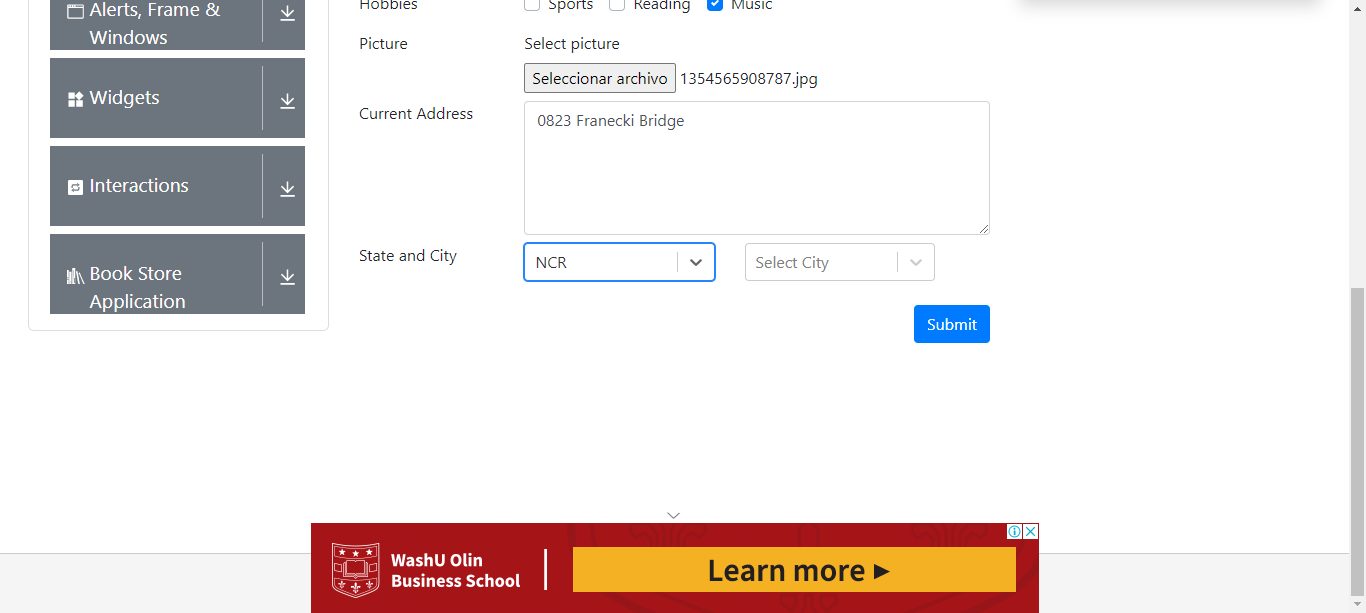 Alerts, Frame &
Windows
Widgets
Interactions
Book Store
Application
Hobbies
Sports
Reading
Music
Picture
Select picture
Seleccionar archivo 1354565908787.jpg
Current Address
0823 Franecki Bridge
State and City
NCR
Select City
Submit
WashU Olin
Business School
Learn more ►